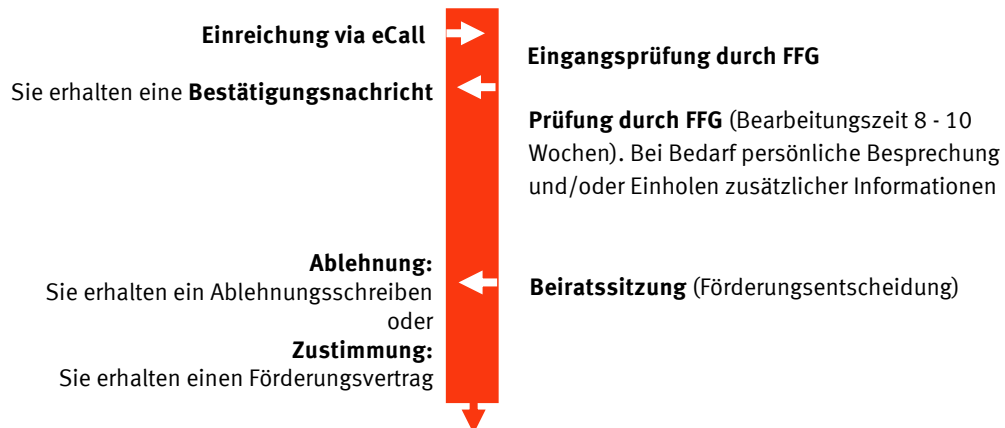 Einreichung via eCall
Eingangsprüfung durch FFG
Sie erhalten eine Bestätigungsnachricht
Prüfung durch FFG (Bearbeitungszeit 8 - 10
Wochen). Bei Bedarf persönliche Besprechung
und/oder Einholen zusätzlicher Informationen
Ablehnung:
Sie erhalten ein Ablehnungsschreiben
oder
Zustimmung:
Sie erhalten einen Förderungsvertrag
Beiratssitzung (Förderungsentscheidung)